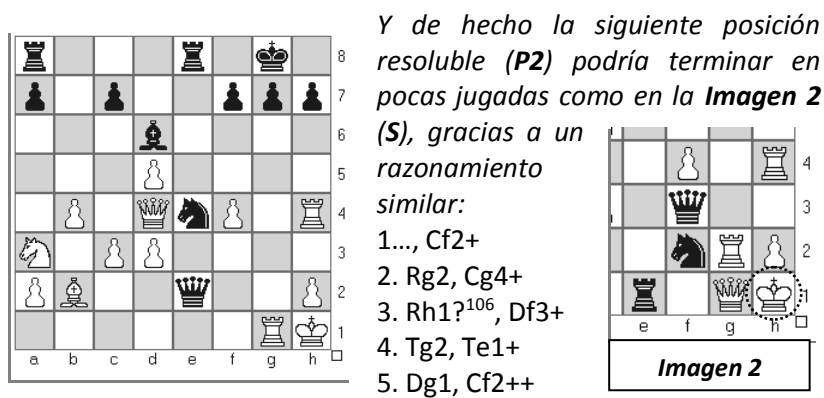 Y de hecho la siguiente posición
resoluble (P2) podría terminar en
pocas jugadas como en la Imagen 2
(S), gracias a un
razonamiento
similar:
1…, Cf2+
2. Rg2, Cg4+
3. Rh1?106, Df3+
4. Tg2, Te1+
5. Dg1, Cf2++
8
7
6
5
4
3
2
1
a b c d e f g h
4
3
2
1
e f g h
Imagen 2